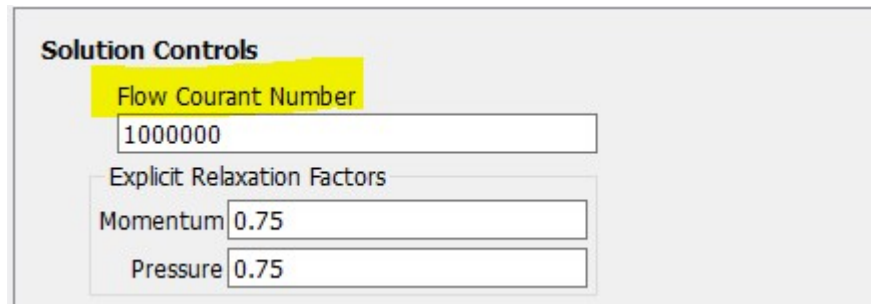 Solution Controls
Flow Courant Number
1000000
Explicit Relaxation Factors
Momentum 0.75
Pressure 0.75